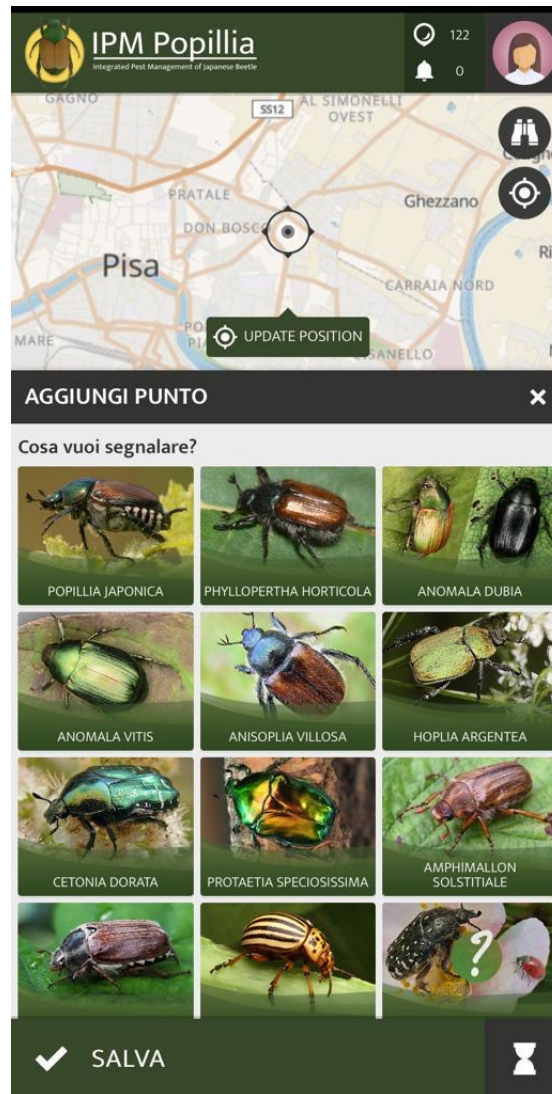 IPM Popillia
Integrated Pest Management of Japanese Beetle
122
0
GAGNO
SS12
AL SIMONELLI
OVEST
PRATALE
Ghezzano
DON BOSCO
Pisa
CARRAIA NORD
MARE
UPDATE POSITION
CISANELLO
AGGIUNGI PUNTO
Cosa vuoi segnalare?
POPILLIA JAPONICA
PHYLLOPERTHA HORTICOLA
ANOMALA DUBIA
ANOMALA VITIS
ANISOPLIA VILLOSA
HOPLIA ARGENTEA
CETONIA DORATA
PROTAETIA SPECIOSISSIMA
AMPHIMALLON
SOLSTITIALE
?
SALVA